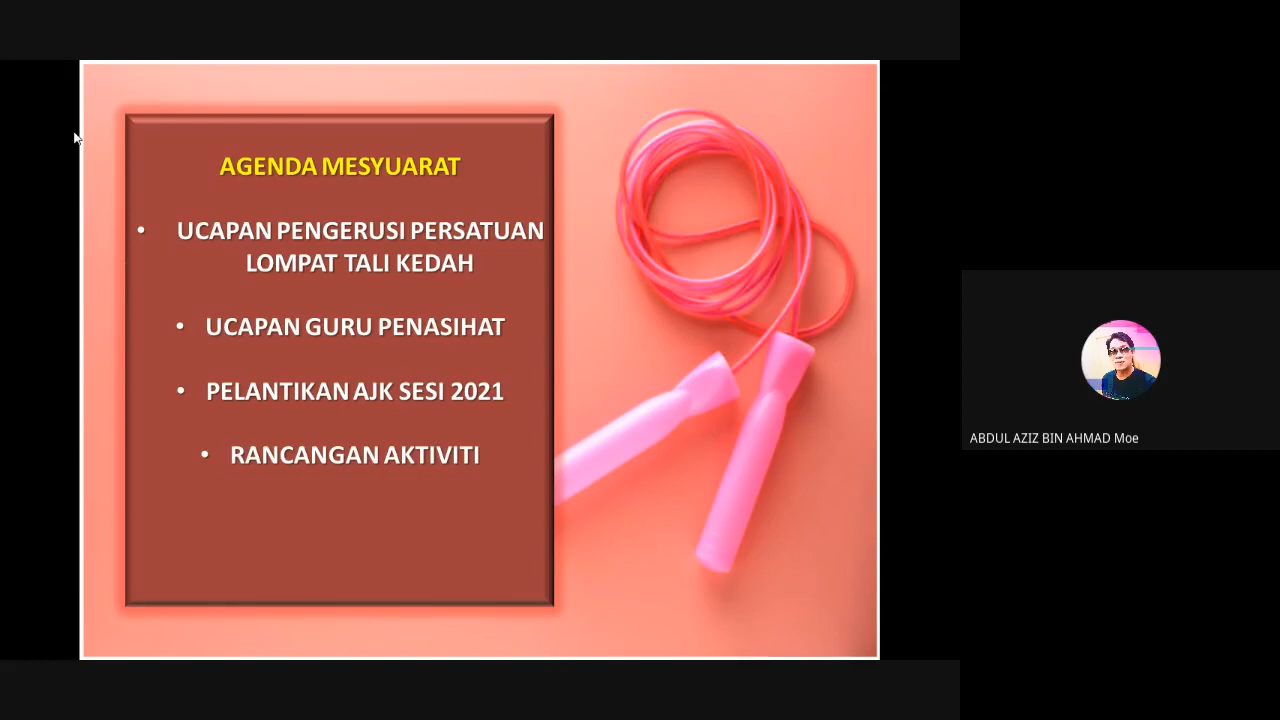 AGENDA MESYUARAT
• UCAPAN PENGERUSI PERSATUAN
LOMPAT TALI KEDAH
• UCAPAN GURU PENASIHAT
• PELANTIKAN AJK SESI 2021
• RANCANGAN AKTIVITI
ABDUL AZIZ BIN AHMAD Moe